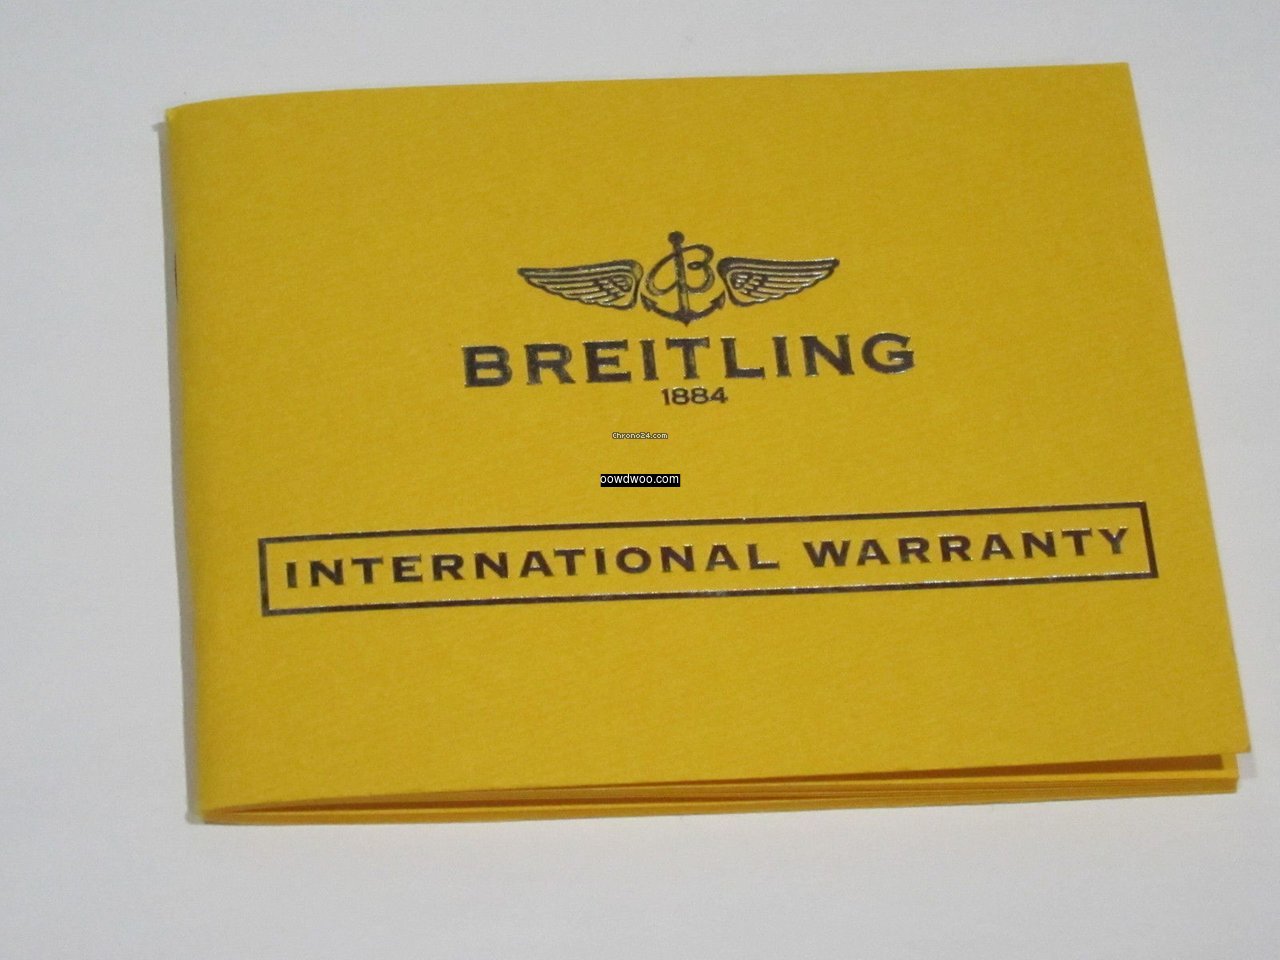 B
BREITLING
1884
Chrono24.com
oowdwoo.com
INTERNATIONAL WARRANTY